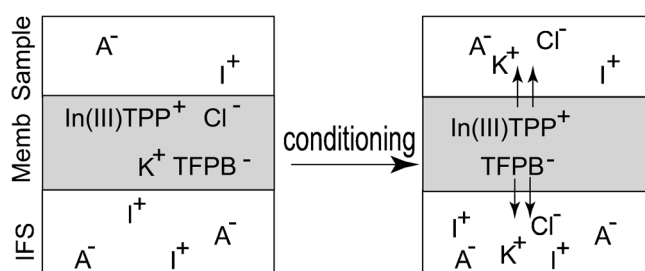 Sample
A⁻
I⁺
Memb
In(III)TPP⁺ Cl⁻
K⁺ TFPB⁻
IFS
I⁺
A⁻
A⁻
I⁺
conditioning
A⁻
K⁺
Cl⁻
I⁺
In(III)TPP⁺
TFPB⁻
I⁺
Cl⁻
A⁻
A⁻
K⁺
I⁺